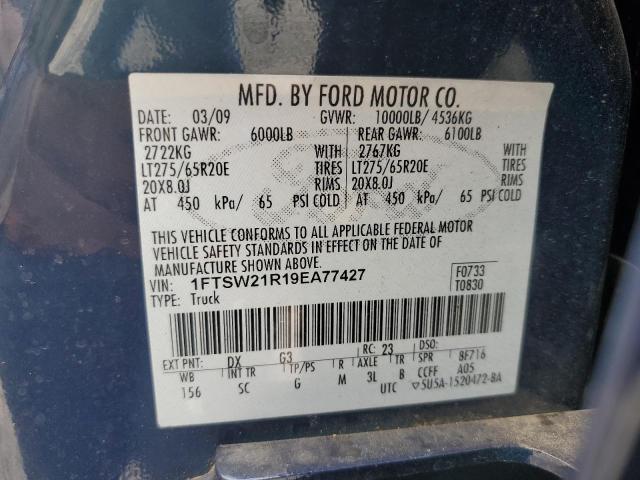 MFD. BY FORD MOTOR CO.
DATE: 03/09 GVWR: 10000LB/ 4536KG
FRONT GAWR: 6000LB REAR GAWR: 6100LB
2722KG WITH 2767KG WITH
LT275/65R20E TIRES LT275/65R20E TIRES
20X8.0J RIMS 20X8.0J RIMS
AT 450 kPa/ 65 PSI COLD AT 450 kPa/ 65 PSI COLD
THIS VEHICLE CONFORMS TO ALL APPLICABLE FEDERAL MOTOR
VEHICLE SAFETY STANDARDS IN EFFECT ON THE DATE OF
MANUFACTURE SHOWN ABOVE.
VIN: 1FTSW21R19EA77427 F0733
TYPE: Truck T0830
EXT PNT: DX G3 RC: 23 DSO:
WB INT TR TP/PS R AXLE TR SPR BF716
156 SC G M 3L B CCFF A05
UTC 5U5A-1520472-BA